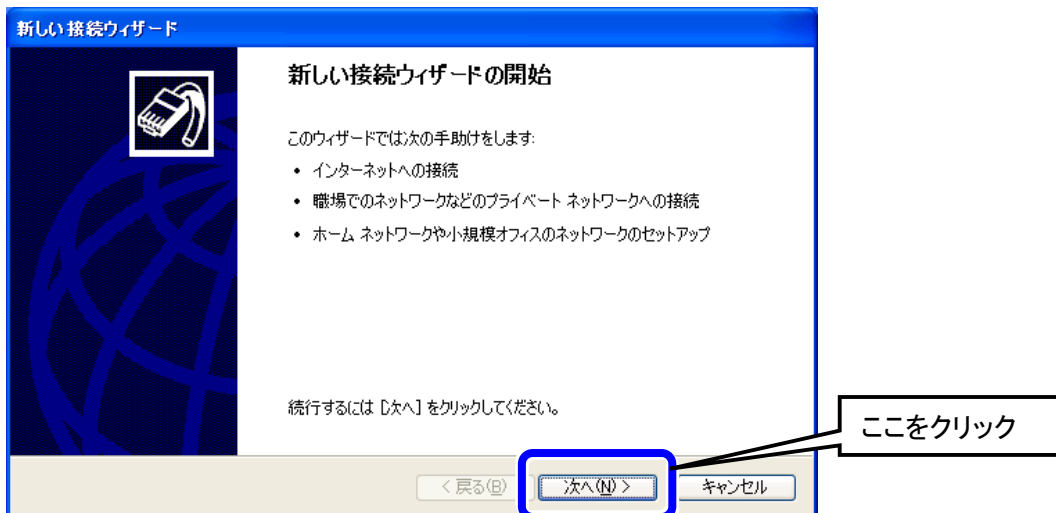 新しい接続ウィザード
新しい接続ウィザードの開始
このウィザードでは次の手助けをします:
• インターネットへの接続
• 職場でのネットワークなどのプライベート ネットワークへの接続
• ホーム ネットワークや小規模オフィスのネットワークのセットアップ
続行するには [次へ] をクリックしてください。
ここをクリック
< 戻る(B) 次へ(N) > キャンセル